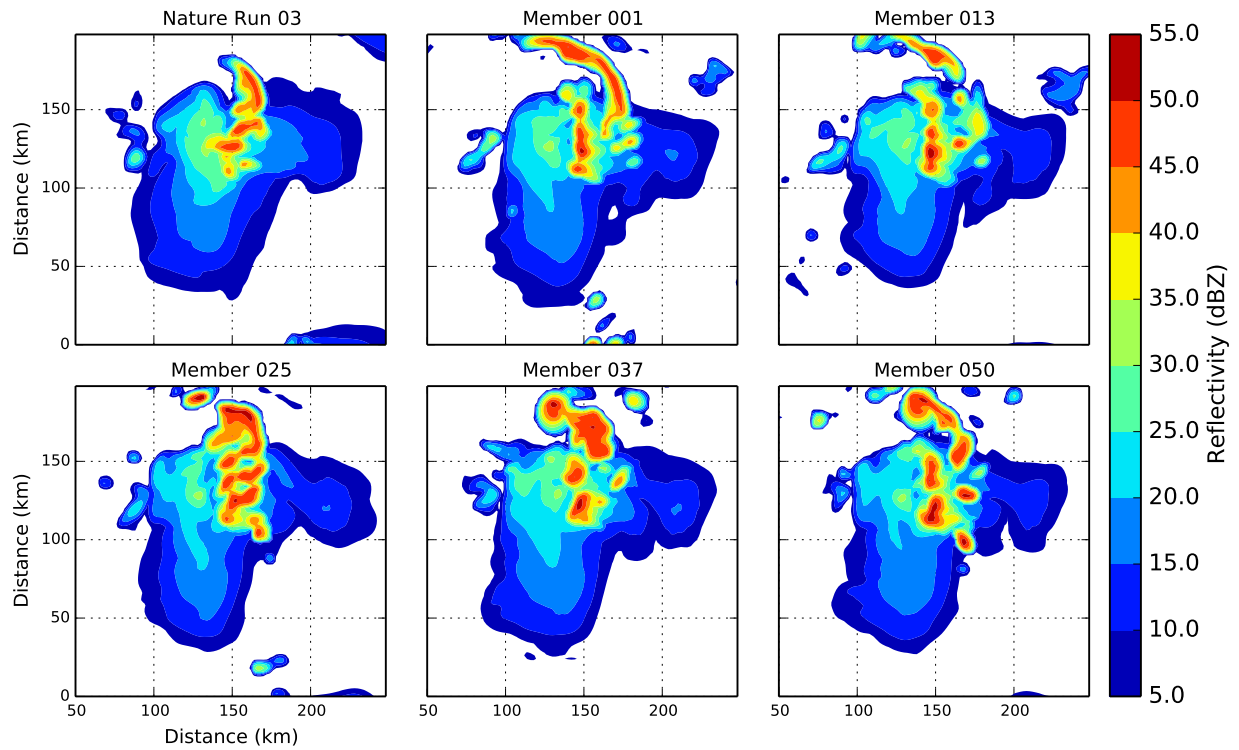 Nature Run 03
Member 001
Member 013
Distance (km)
150
100
50
0
Member 025
Member 037
Member 050
Distance (km)
150
100
50
0
50 100 150 200
50 100 150 200
50 100 150 200
Distance (km)
55.0
50.0
45.0
40.0
35.0
30.0
25.0
20.0
15.0
10.0
5.0
Reflectivity (dBZ)